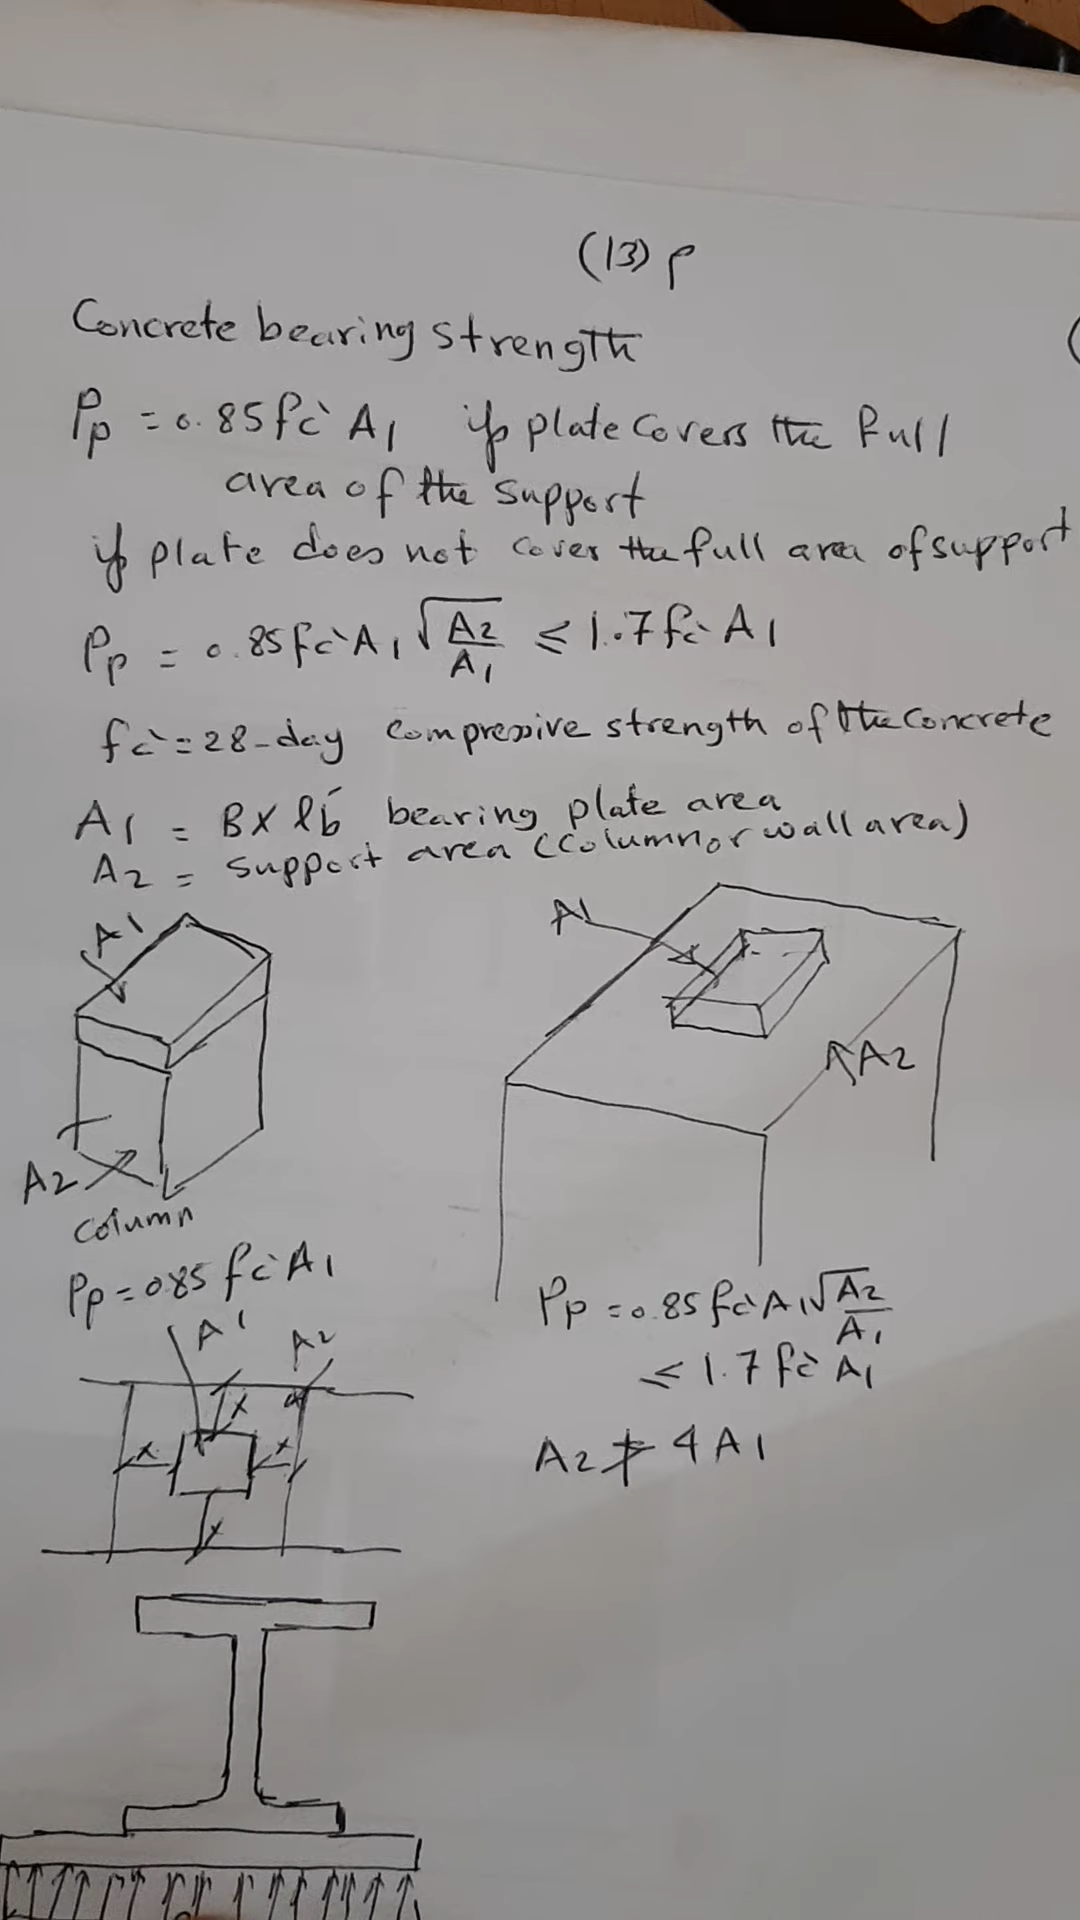 (13) P
Concrete bearing strength
Pp = 0.85 fc' A1 if plate covers the full
area of the support
if plate does not cover the full area of support
Pp = 0.85 fc' A1 √(A2/A1) ≤ 1.7 fc' A1
fc' = 28-day compressive strength of the concrete
A1 = B x lb bearing plate area
A2 = support area (column or wall area)
A1
A1
A2
A2
column
Pp = 0.85 fc' A1
Pp = 0.85 fc' A1 √(A2/A1)
≤ 1.7 fc' A1
A1
A2
x
x
x
x
A2 ≯ 4 A1